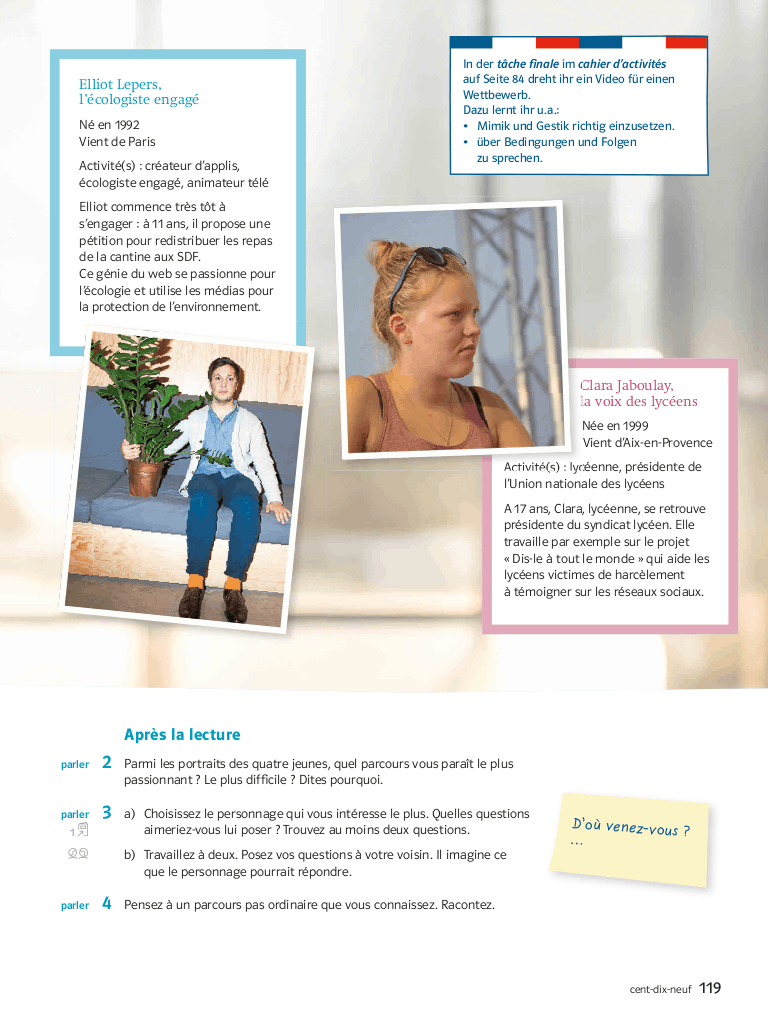 Elliot Lepers,
l'écologiste engagé
Né en 1992
Vient de Paris
Activité(s) : créateur d'applis,
écologiste engagé, animateur télé
Elliot commence très tôt à
s'engager : à 11 ans, il propose une
pétition pour redistribuer les repas
de la cantine aux SDF.
Ce génie du web se passionne pour
l'écologie et utilise les médias pour
la protection de l'environnement.
In der tâche finale im cahier d'activités
auf Seite 84 dreht ihr ein Video für einen
Wettbewerb.
Dazu lernt ihr u.a.:
• Mimik und Gestik richtig einzusetzen.
• über Bedingungen und Folgen
zu sprechen.
Clara Jaboulay,
la voix des lycéens
Née en 1999
Vient d'Aix-en-Provence
Activité(s) : lycéenne, présidente de
l'Union nationale des lycéens
A 17 ans, Clara, lycéenne, se retrouve
présidente du syndicat lycéen. Elle
travaille par exemple sur le projet
« Dis-le à tout le monde » qui aide les
lycéens victimes de harcèlement
à témoigner sur les réseaux sociaux.
Après la lecture
parler 2 Parmi les portraits des quatre jeunes, quel parcours vous paraît le plus
passionnant ? Le plus difficile ? Dites pourquoi.
parler 3 a) Choisissez le personnage qui vous intéresse le plus. Quelles questions
1 aimeriez-vous lui poser ? Trouvez au moins deux questions.
b) Travaillez à deux. Posez vos questions à votre voisin. Il imagine ce
que le personnage pourrait répondre.
D'où venez-vous ?
...
parler 4 Pensez à un parcours pas ordinaire que vous connaissez. Racontez.
cent-dix-neuf 119